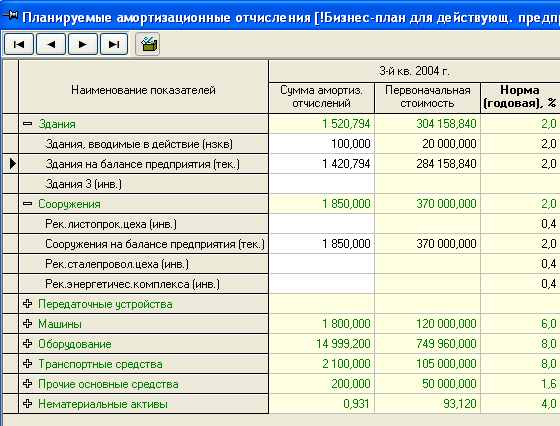 Планируемые амортизационные отчисления [!Бизнес-план для действующ. предпр
Наименование показателей
3-й кв. 2004 г.
Сумма амортиз. отчислений
Первоначальная стоимость
Норма (годовая), %
Здания 1 520,794 304 158,840 2,0
Здания, вводимые в действие (нзкв) 100,000 20 000,000 2,0
Здания на балансе предприятия (тек.) 1 420,794 284 158,840 2,0
Здания 3 (инв.)
Сооружения 1 850,000 370 000,000 2,0
Рек.листопрок.цеха (инв.) 0,4
Сооружения на балансе предприятия (тек.) 1 850,000 370 000,000 2,0
Рек.сталепровол.цеха (инв.) 0,4
Рек.энергетичес.комплекса (инв.) 0,4
Передаточные устройства
Машины 1 800,000 120 000,000 6,0
Оборудование 14 999,200 749 960,000 8,0
Транспортные средства 2 100,000 105 000,000 8,0
Прочие основные средства 200,000 50 000,000 1,6
Нематериальные активы 0,931 93,120 4,0